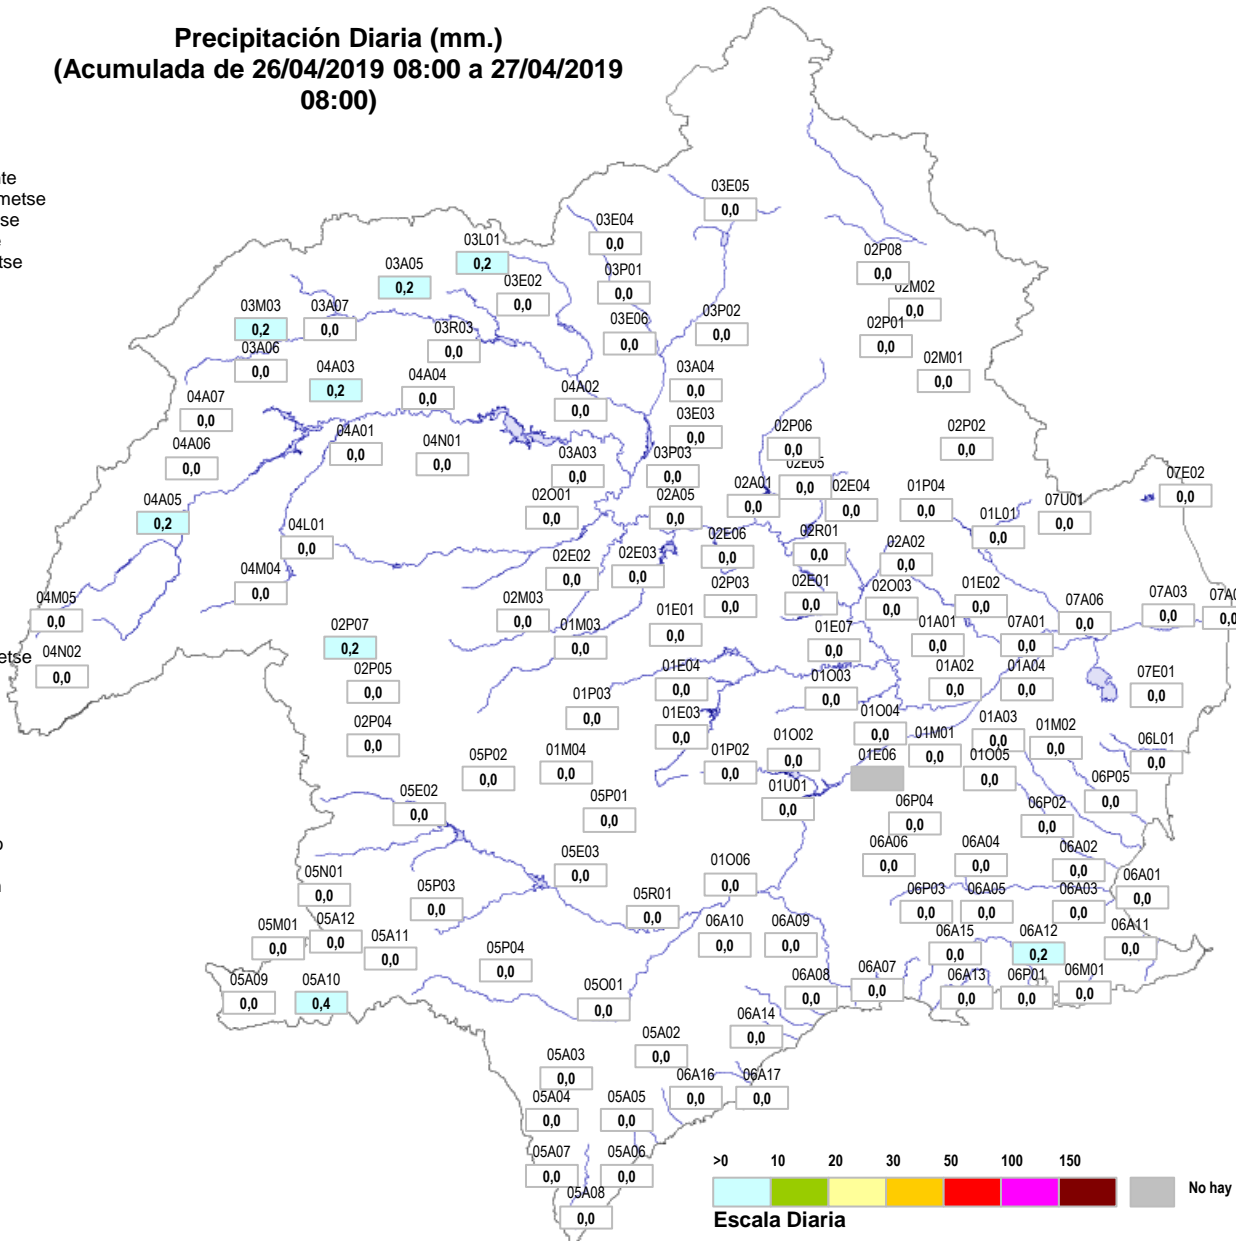 Precipitación Diaria (mm.)
(Acumulada de 26/04/2019 08:00 a 27/04/2019
08:00)
03E05
0,0
03E04
0,0
03L01
0,2
02P08
0,0
03A05
0,2
03P01
0,0
03E02
0,0
02M02
0,0
03M03
0,2
03A07
0,0
03P02
0,0
03E06
0,0
03R03
0,0
02P01
0,0
03A06
0,0
02M01
0,0
04A03
0,2
04A04
0,0
03A04
0,0
04A02
0,0
04A07
0,0
03E03
0,0
02P06
0,0
02P02
0,0
04A01
0,0
04N01
0,0
04A06
0,0
03A03
0,0
03P03
0,0
02E05
0,0
07E02
0,0
04A05
0,2
02O01
0,0
02A05
0,0
02A01
0,0
02E04
0,0
01P04
0,0
07U01
0,0
01L01
0,0
04L01
0,0
02E06
0,0
02R01
0,0
02A02
0,0
02E02
0,0
02E03
0,0
04M04
0,0
02P03
0,0
02E01
0,0
02O03
0,0
01E02
0,0
07A06
0,0
07A03
0,0
07A0
0,0
04M05
0,0
02M03
0,0
01E01
0,0
02P07
0,2
01M03
0,0
01E07
0,0
01A01
0,0
07A01
0,0
etse
04N02
0,0
02P05
0,0
01E04
0,0
01O03
0,0
01A02
0,0
01A04
0,0
07E01
0,0
01P03
0,0
01E03
0,0
01O04
0,0
01A03
0,0
01M02
0,0
02P04
0,0
01O02
0,0
01M01
0,0
06L01
0,0
05P02
0,0
01M04
0,0
01P02
0,0
01E06
01O05
0,0
06P05
0,0
05E02
0,0
05P01
0,0
01U01
0,0
06P04
0,0
06P02
0,0
05E03
0,0
01O06
0,0
06A06
0,0
06A04
0,0
06A02
0,0
05N01
0,0
05P03
0,0
05R01
0,0
06P03
0,0
06A05
0,0
06A03
0,0
06A01
0,0
05M01
0,0
05A12
0,0
05A11
0,0
06A10
0,0
06A09
0,0
06A15
0,0
06A12
0,2
06A11
0,0
05P04
0,0
05A09
0,0
05A10
0,4
05O01
0,0
06A08
0,0
06A07
0,0
06A13
0,0
06P01
0,0
06M01
0,0
05A02
0,0
06A14
0,0
05A03
0,0
06A16
0,0
06A17
0,0
05A04
0,0
05A05
0,0
05A07
0,0
05A06
0,0
05A08
0,0
>0 10 20 30 50 100 150
No hay
Escala Diaria